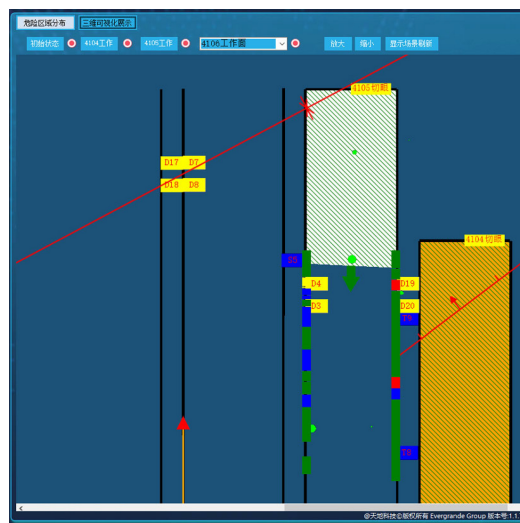 危险区域分布 三维可视化展示
初始状态 4104工作 4105工作 4106工作面 放大 缩小 显示场景刷新
4105切眼
D17 D7
D18 D8
4104切眼
D4 D19
D3 D20
T8
@天地科技©版权所有 Evergrande Group 版本号:1.1